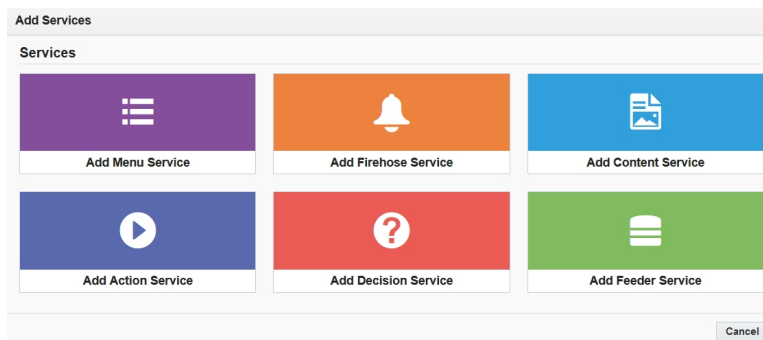 Add Services
Services
Add Menu Service
Add Firehose Service
Add Content Service
Add Action Service
Add Decision Service
Add Feeder Service
Cancel